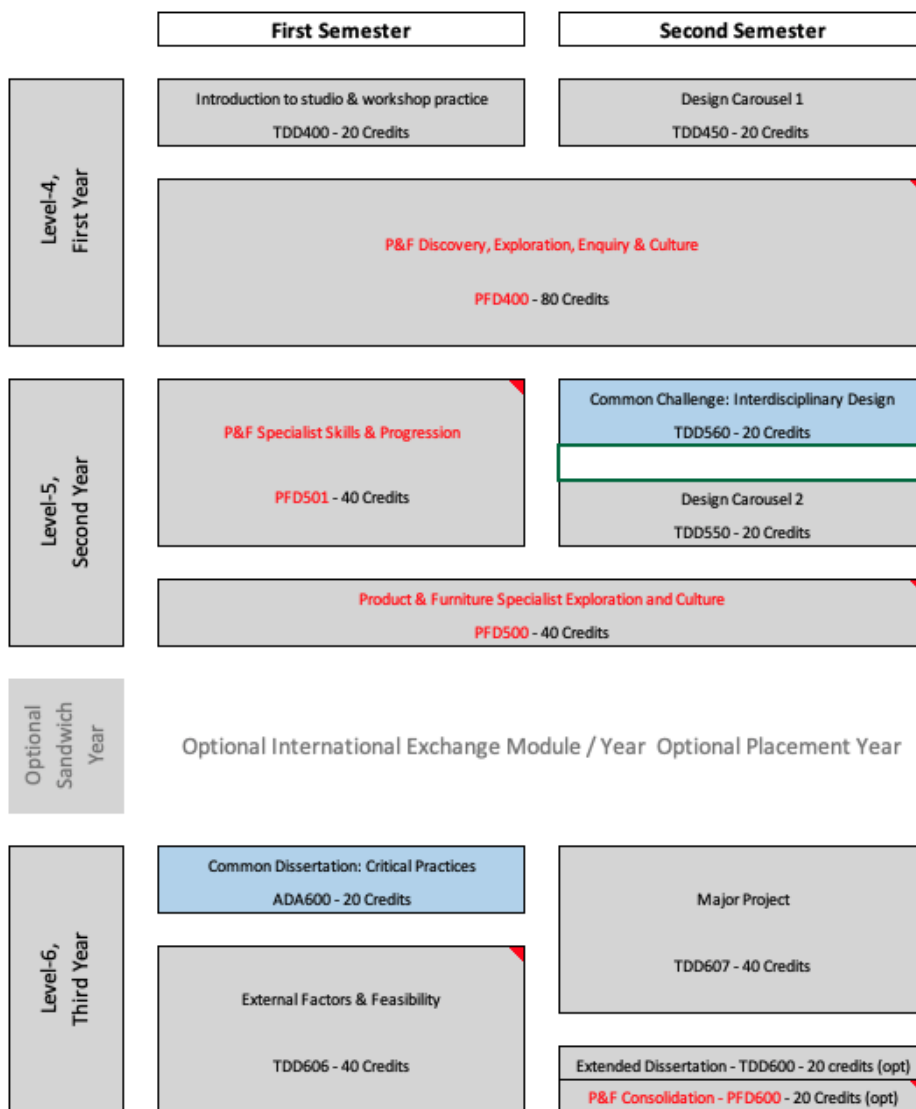 First Semester
Second Semester
Level-4,
First Year
Introduction to studio & workshop practice
TDD400 - 20 Credits
Design Carousel 1
TDD450 - 20 Credits
P&F Discovery, Exploration, Enquiry & Culture
PFD400 - 80 Credits
Level-5,
Second Year
P&F Specialist Skills & Progression
PFD501 - 40 Credits
Common Challenge: Interdisciplinary Design
TDD560 - 20 Credits
Design Carousel 2
TDD550 - 20 Credits
Product & Furniture Specialist Exploration and Culture
PFD500 - 40 Credits
Optional
Sandwich
Year
Optional International Exchange Module / Year Optional Placement Year
Level-6,
Third Year
Common Dissertation: Critical Practices
ADA600 - 20 Credits
External Factors & Feasibility
TDD606 - 40 Credits
Major Project
TDD607 - 40 Credits
Extended Dissertation - TDD600 - 20 credits (opt)
P&F Consolidation - PFD600 - 20 Credits (opt)